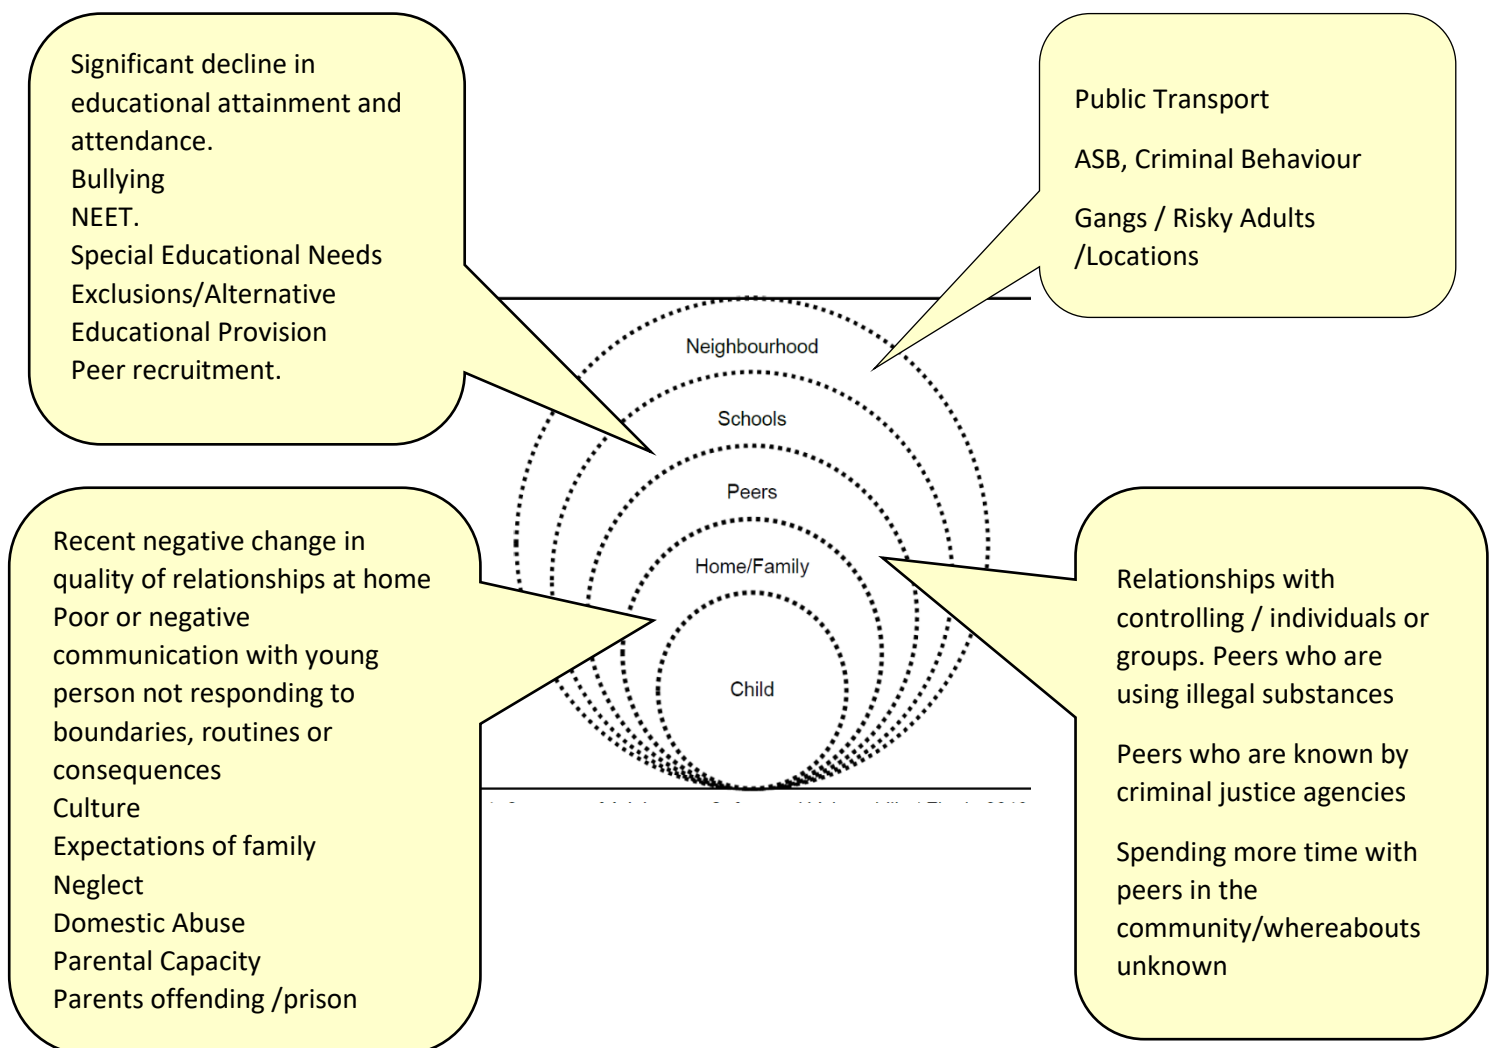 Significant decline in
educational attainment and
attendance.
Bullying
NEET.
Special Educational Needs
Exclusions/Alternative
Educational Provision
Peer recruitment.
Public Transport
ASB, Criminal Behaviour
Gangs / Risky Adults
/Locations
Neighbourhood
Schools
Peers
Home/Family
Child
Recent negative change in
quality of relationships at home
Poor or negative
communication with young
person not responding to
boundaries, routines or
consequences
Culture
Expectations of family
Neglect
Domestic Abuse
Parental Capacity
Parents offending /prison
Relationships with
controlling / individuals or
groups. Peers who are
using illegal substances
Peers who are known by
criminal justice agencies
Spending more time with
peers in the
community/whereabouts
unknown